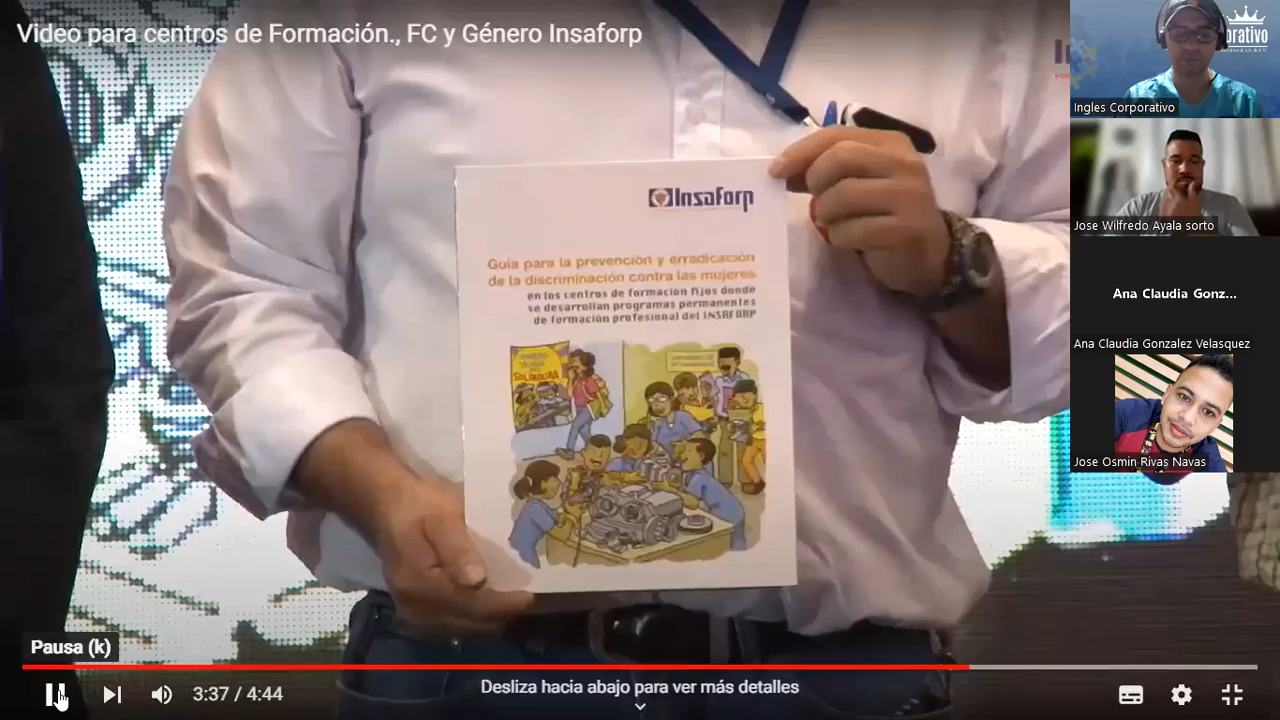 Video para centros de Formación., FC y Género Insaforp
Insaforp
Guía para la prevención y erradicación
de la discriminación contra las mujeres
en los centros de formación fijos donde
se desarrollan programas permanentes
de formación profesional del INSAFORP
SOLDADURA
Pausa (k)
3:37 / 4:44
Desliza hacia abajo para ver más detalles
orativo
Ingles Corporativo
Jose Wilfredo Ayala sorto
Ana Claudia Gonz...
Ana Claudia Gonzalez Velasquez
Jose Osmin Rivas Navas